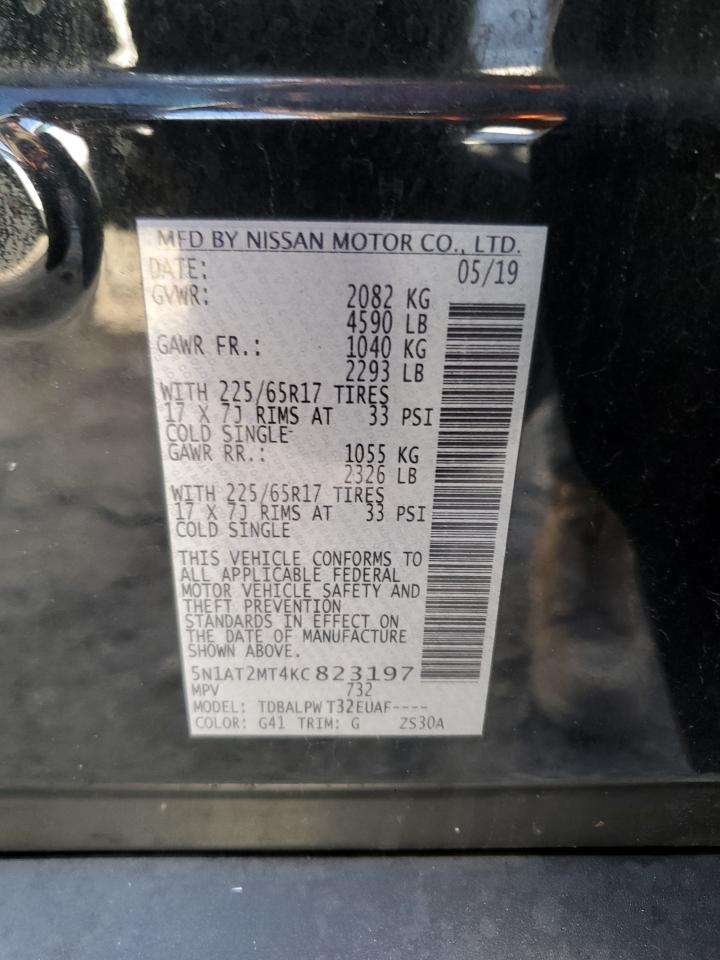 MFD BY NISSAN MOTOR CO., LTD.
DATE: 05/19
GVWR: 2082 KG
4590 LB
GAWR FR.: 1040 KG
2293 LB
WITH 225/65R17 TIRES
17 X 7J RIMS AT 33 PSI
COLD SINGLE
GAWR RR.: 1055 KG
2326 LB
WITH 225/65R17 TIRES
17 X 7J RIMS AT 33 PSI
COLD SINGLE
THIS VEHICLE CONFORMS TO
ALL APPLICABLE FEDERAL
MOTOR VEHICLE SAFETY AND
THEFT PREVENTION
STANDARDS IN EFFECT ON
THE DATE OF MANUFACTURE
SHOWN ABOVE.
5N1AT2MT4KC823197
MPV 732
MODEL: TDBALPW T32EUAF----
COLOR: G41 TRIM: G ZS30A